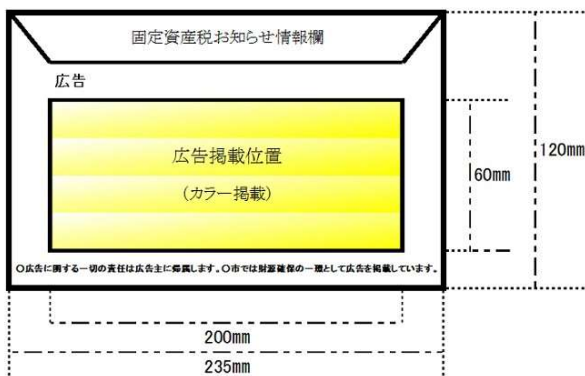 固定資産税お知らせ情報欄
広告
広告掲載位置
(カラー掲載)
60mm
120mm
○広告に関する一切の責任は広告主に帰属します。○市では財源確保の一環として広告を掲載しています。
200mm
235mm